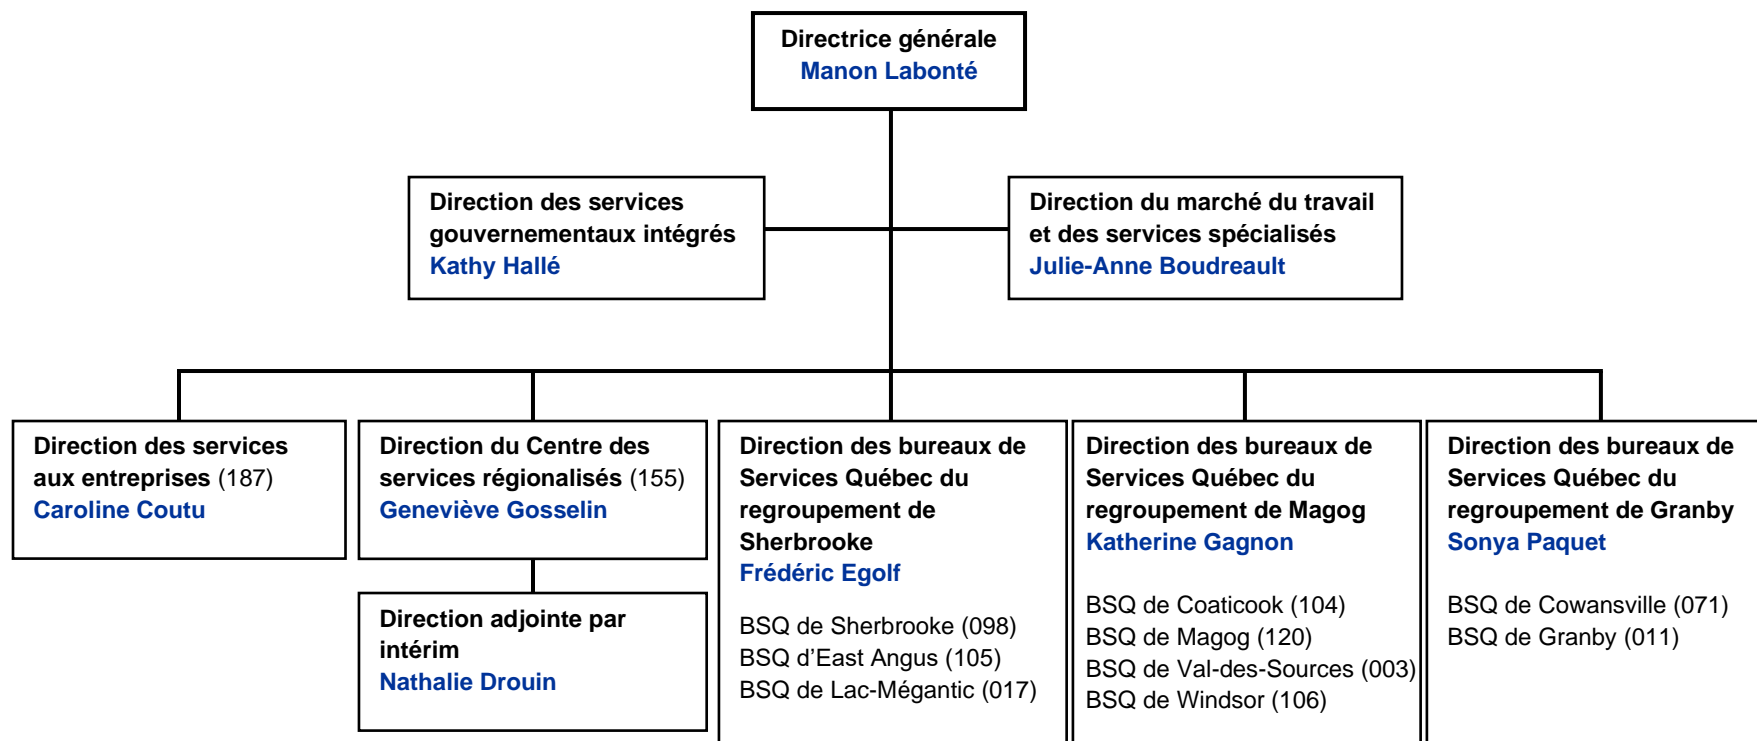 Directrice générale
Manon Labonté
Direction des services
gouvernementaux intégrés
Kathy Hallé
Direction du marché du travail
et des services spécialisés
Julie-Anne Boudreault
Direction des services
aux entreprises (187)
Caroline Coutu
Direction du Centre des
services régionalisés (155)
Geneviève Gosselin
Direction adjointe par
intérim
Nathalie Drouin
Direction des bureaux de
Services Québec du
regroupement de
Sherbrooke
Frédéric Egolf
BSQ de Sherbrooke (098)
BSQ d’East Angus (105)
BSQ de Lac-Mégantic (017)
Direction des bureaux de
Services Québec du
regroupement de Magog
Katherine Gagnon
BSQ de Coaticook (104)
BSQ de Magog (120)
BSQ de Val-des-Sources (003)
BSQ de Windsor (106)
Direction des bureaux de
Services Québec du
regroupement de Granby
Sonya Paquet
BSQ de Cowansville (071)
BSQ de Granby (011)